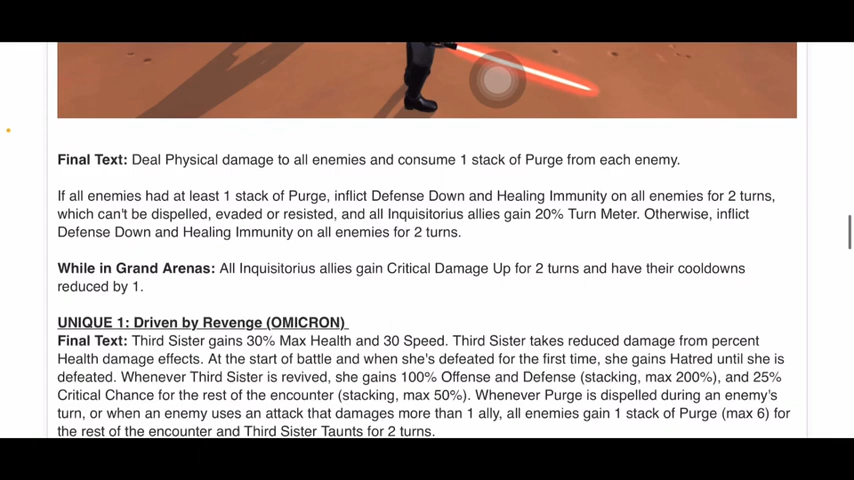 Final Text: Deal Physical damage to all enemies and consume 1 stack of Purge from each enemy.
If all enemies had at least 1 stack of Purge, inflict Defense Down and Healing Immunity on all enemies for 2 turns,
which can't be dispelled, evaded or resisted, and all Inquisitorius allies gain 20% Turn Meter. Otherwise, inflict
Defense Down and Healing Immunity on all enemies for 2 turns.
While in Grand Arenas: All Inquisitorius allies gain Critical Damage Up for 2 turns and have their cooldowns
reduced by 1.
UNIQUE 1: Driven by Revenge (OMICRON)
Final Text: Third Sister gains 30% Max Health and 30 Speed. Third Sister takes reduced damage from percent
Health damage effects. At the start of battle and when she's defeated for the first time, she gains Hatred until she is
defeated. Whenever Third Sister is revived, she gains 100% Offense and Defense (stacking, max 200%), and 25%
Critical Chance for the rest of the encounter (stacking, max 50%). Whenever Purge is dispelled during an enemy's
turn, or when an enemy uses an attack that damages more than 1 ally, all enemies gain 1 stack of Purge (max 6) for
the rest of the encounter and Third Sister Taunts for 2 turns.